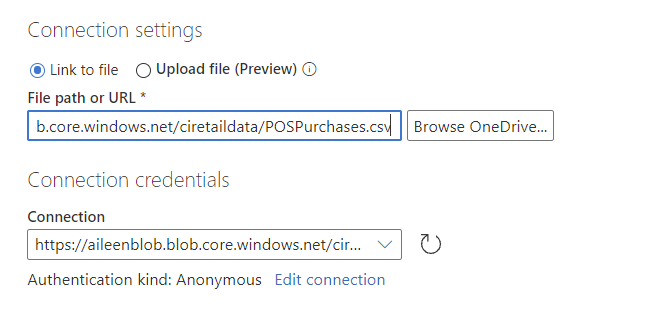 Connection settings
Link to file Upload file (Preview)
File path or URL *
b.core.windows.net/ciretaildata/POSPurchases.csv Browse OneDrive...
Connection credentials
Connection
https://aileenblob.blob.core.windows.net/cir...
Authentication kind: Anonymous Edit connection